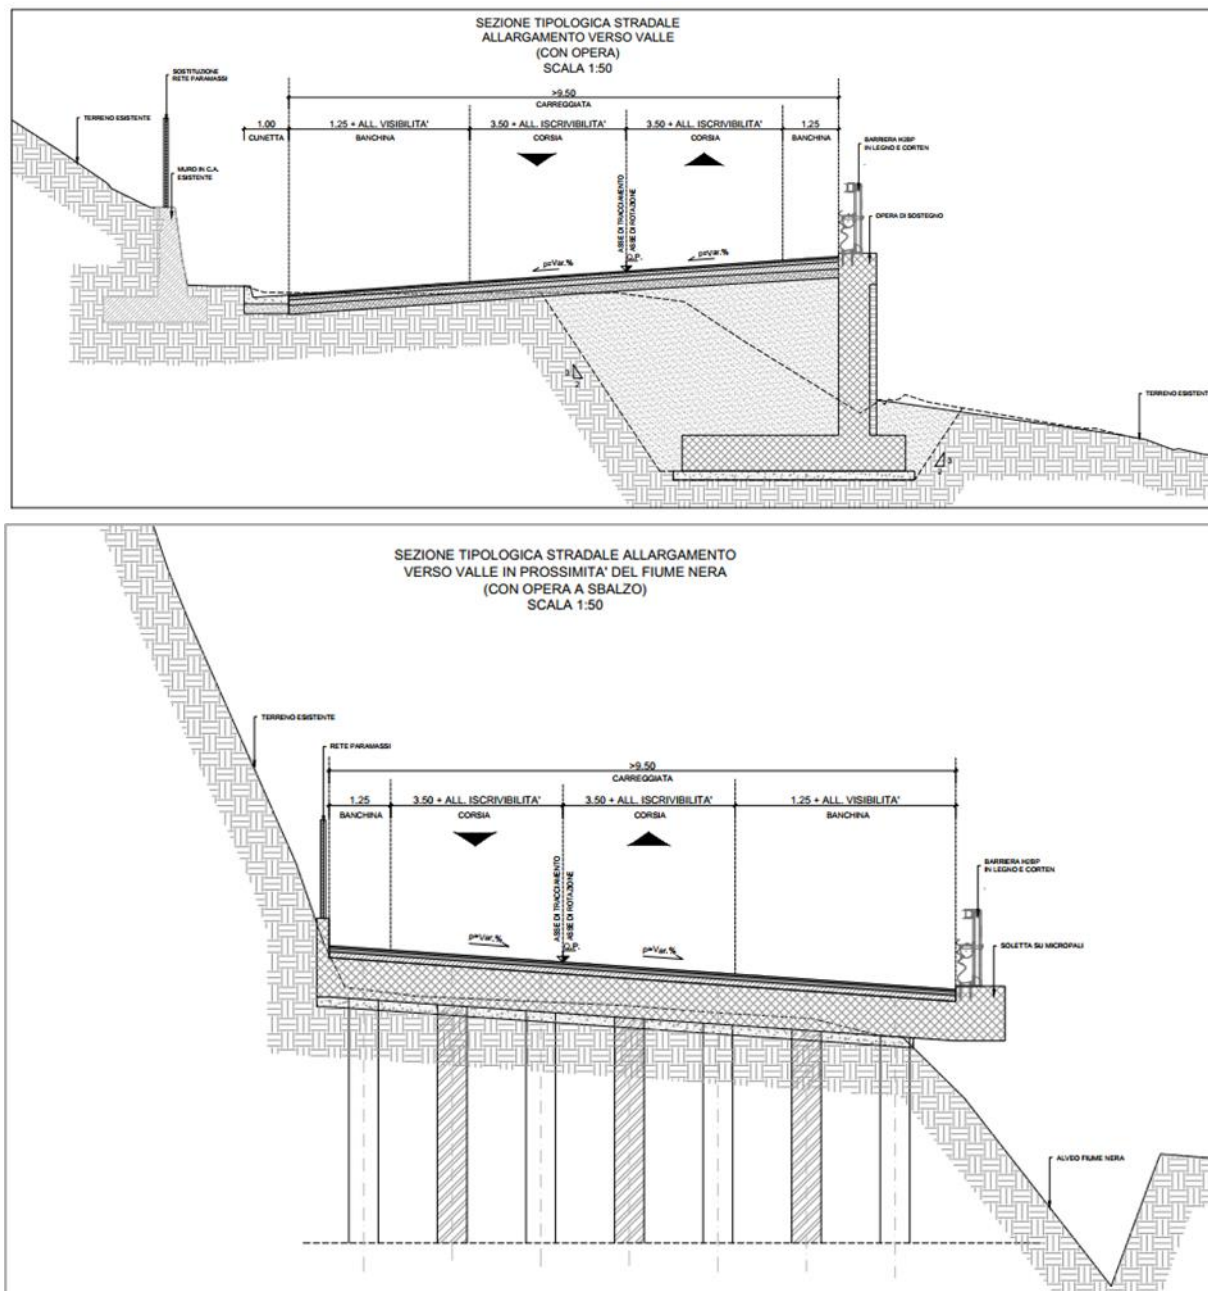 SEZIONE TIPOLOGICA STRADALE
ALLARGAMENTO VERSO VALLE
(CON OPERA)
SCALA 1:50
SOSTITUZIONE
RETE PARAMASSI
>9.50
CARREGGIATA
TERRENO ESISTENTE
1.00
1.25 + ALL. VISIBILITA'
3.50 + ALL. ISCRIVIBILITA'
3.50 + ALL. ISCRIVIBILITA'
1.25
CUNETTA
BANCHINA
CORSIA
CORSIA
BANCHINA
BARRIERA H2BP
IN LEGNO E CORTEN
MURO IN C.A.
ESISTENTE
ASSE DI TRACCIAMENTO
ASSE DI ROTAZIONE
OPERA DI SOSTEGNO
Q.P.
p=Var.%
p=Var.%
3
2
TERRENO ESISTENTE
3
2
SEZIONE TIPOLOGICA STRADALE ALLARGAMENTO
VERSO VALLE IN PROSSIMITA' DEL FIUME NERA
(CON OPERA A SBALZO)
SCALA 1:50
TERRENO ESISTENTE
RETE PARAMASSI
>9.50
CARREGGIATA
1.25
3.50 + ALL. ISCRIVIBILITA'
3.50 + ALL. ISCRIVIBILITA'
1.25 + ALL. VISIBILITA'
BANCHINA
CORSIA
CORSIA
BANCHINA
ASSE DI TRACCIAMENTO
ASSE DI ROTAZIONE
BARRIERA H2BP
IN LEGNO E CORTEN
p=Var.%
Q.P.
p=Var.%
SOLETTA SU MICROPALI
ALVEO FIUME NERA